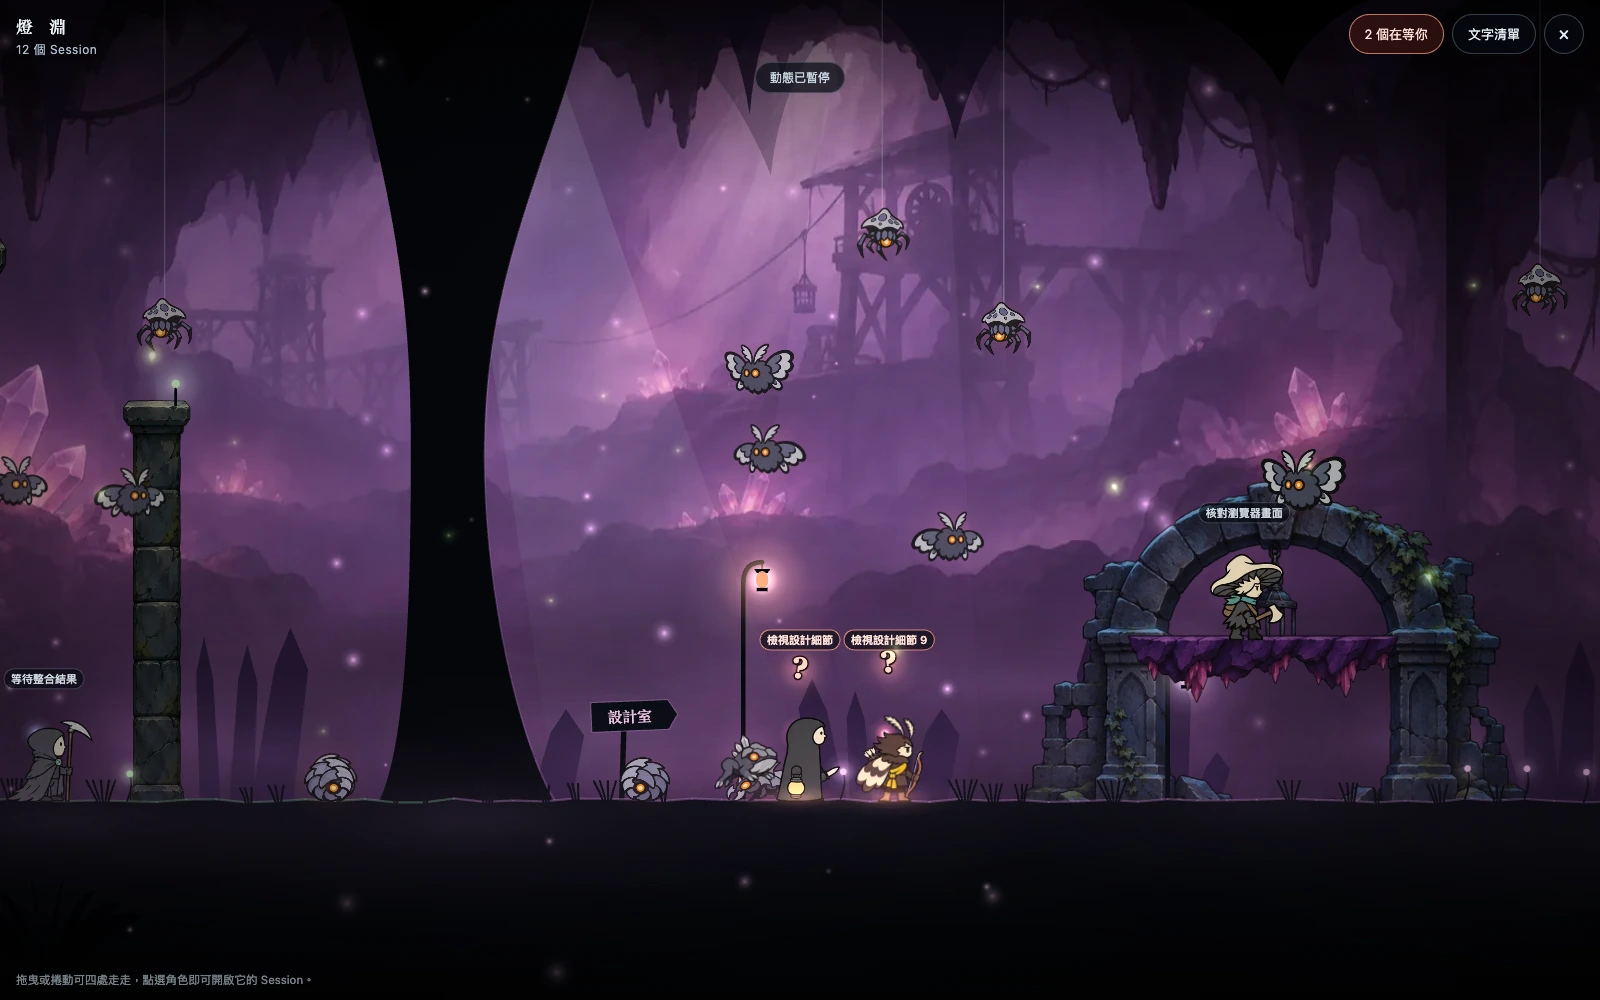 燈 淵
12 個 Session
2 個在等你
文字清單
×
動態已暫停
核對瀏覽器畫面
檢視設計細節
檢視設計細節 9
?
?
等待整合結果
設計室
拖曳或捲動可四處走走，點選角色即可開啟它的 Session。